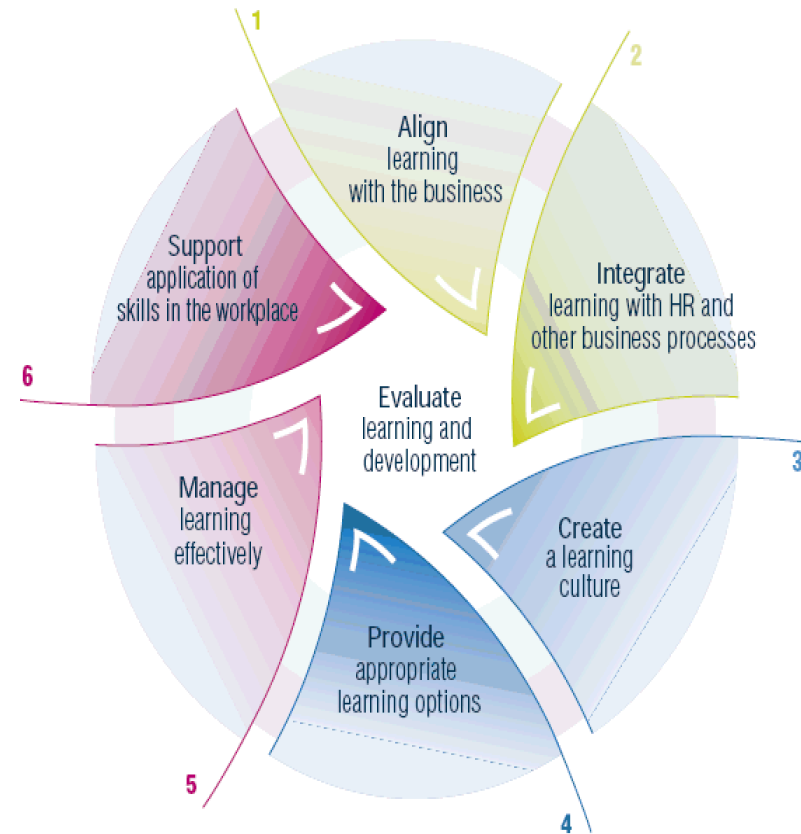 1
Align
learning
with the business
2
Integrate
learning with HR and
other business processes
3
Create
a learning
culture
4
Provide
appropriate
learning options
5
Manage
learning
effectively
6
Support
application of
skills in the workplace
Evaluate
learning and
development